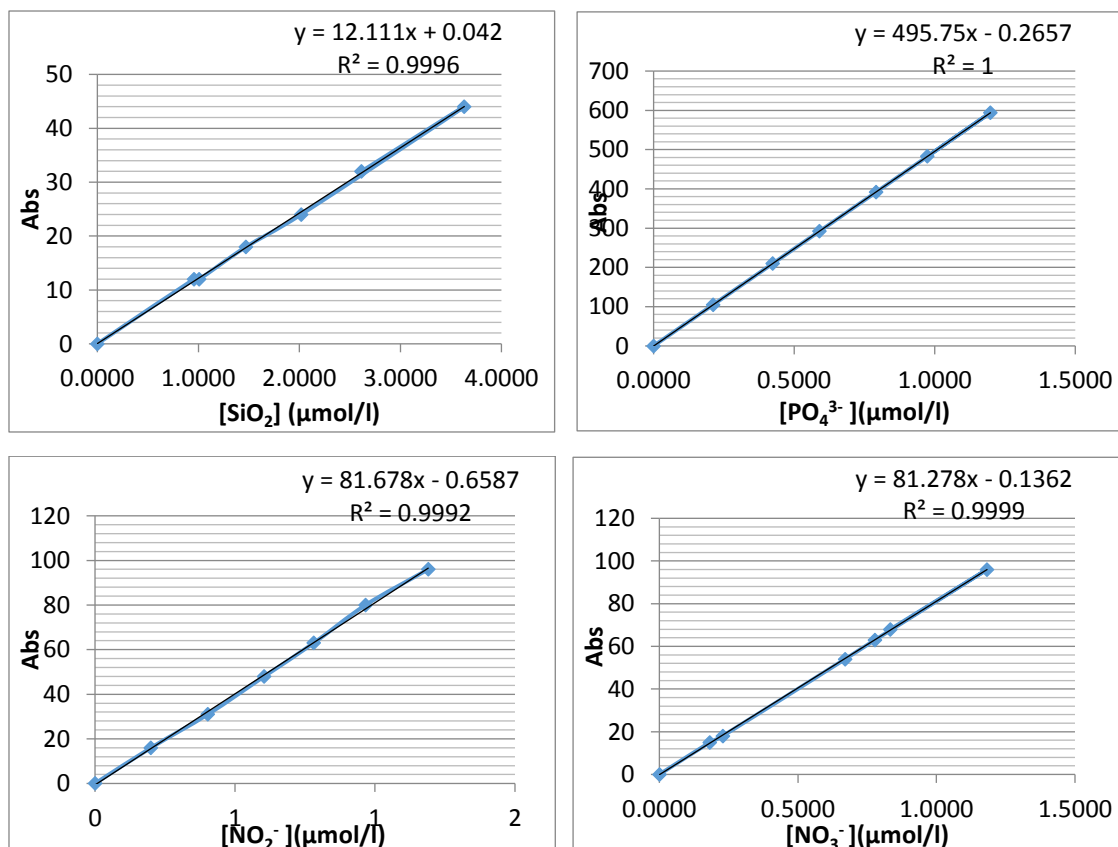 y = 12.111x + 0.042
R² = 0.9996
50
40
30
20
10
0
Abs
0.0000 1.0000 2.0000 3.0000 4.0000
[SiO₂] (μmol/l)
y = 495.75x - 0.2657
R² = 1
700
600
500
400
300
200
100
0
Abs
0.0000 0.5000 1.0000 1.5000
[PO₄³⁻ ](μmol/l)
y = 81.678x - 0.6587
R² = 0.9992
120
100
80
60
40
20
0
Abs
0 1 1 2
[NO₂⁻ ](μmol/l)
y = 81.278x - 0.1362
R² = 0.9999
120
100
80
60
40
20
0
Abs
0.0000 0.5000 1.0000 1.5000
[NO₃⁻ ](μmol/l)